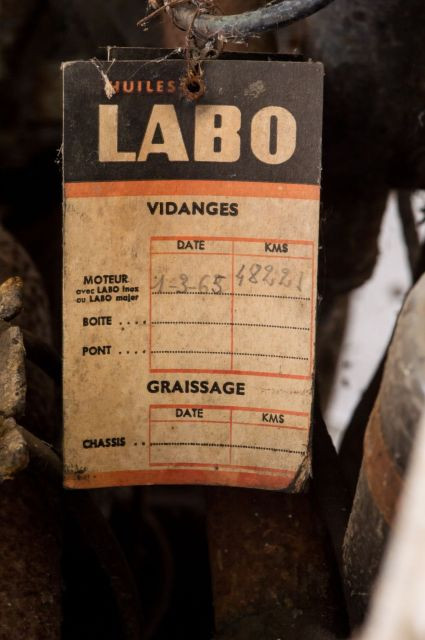 HUILES
LABO
VIDANGES
DATE KMS
MOTEUR 1-3-65 48221
avec LABO inox
ou LABO major
BOITE ....
PONT ....
GRAISSAGE
DATE KMS
CHASSIS ..